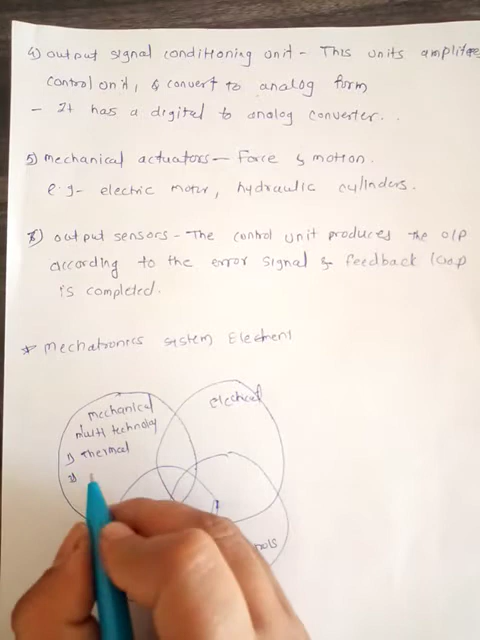 4) output signal conditioning unit - This units amplifies
control unit, & convert to analog form
- It has a digital to analog converter..
5) mechanical actuators - Force & motion.
e.g- electric motor, hydraulic cylinders.
6) output sensors - The control unit produces the o/p
according to the error signal & feedback loop
is completed.
* Mechatronics system Element
mechanical
multi technology
1) Thermal
2)